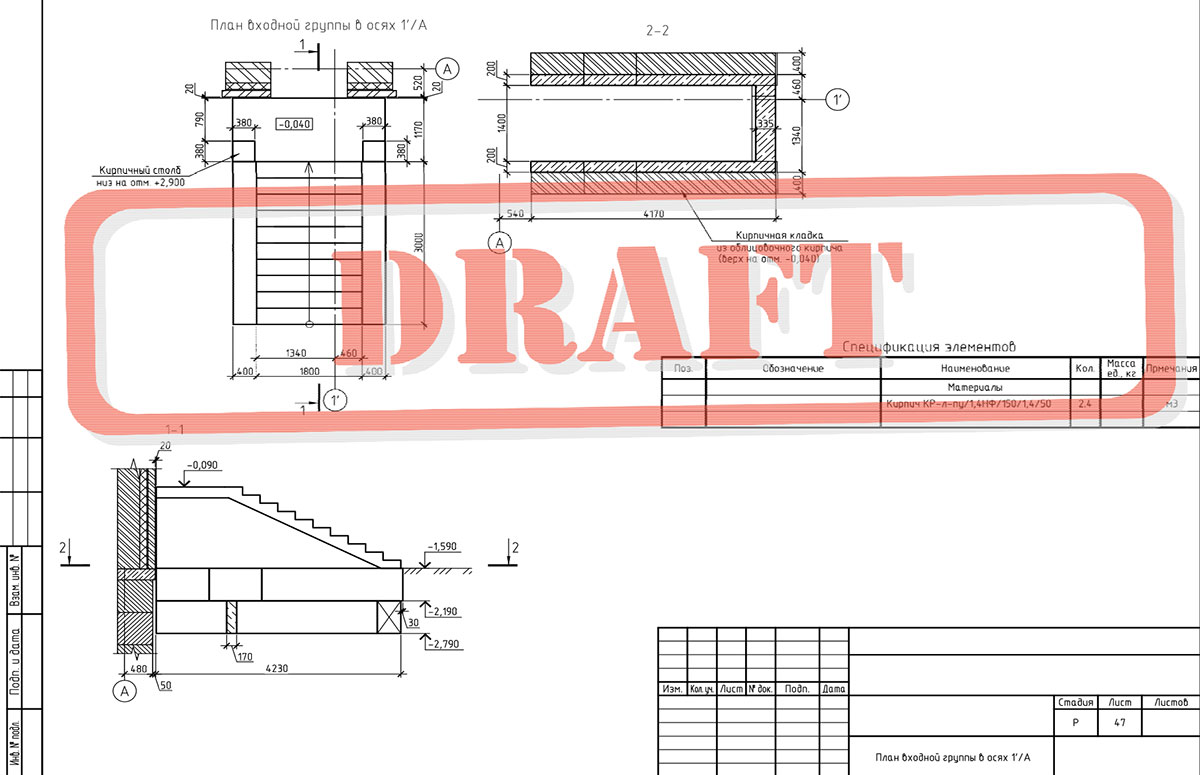 План входной группы в осях 1'/А
1
А
520
20
20
790
380
380
-0,040
380
380
1170
Кирпичный столб
низ на отм. +2,900
3000
1340
460
400
1800
400
1
1'
2-2
200
1400
200
400
460
1340
400
335
1'
540
4170
А
Кирпичная кладка
из облицовочного кирпича
(верх на отм. -0,040)
DRAFT
Спецификация элементов
Поз.
Обозначение
Наименование
Кол.
Масса
ед., кг
Прмечания
Материалы
Кирпич КР-л-пу/1,4НФ/150/1,4/50
2.4
м3
1-1
20
-0,090
2
2
-1,590
-2,190
30
-2,790
170
480
4230
50
А
Взам. инв. №
Подп. и дата
Инв. № подл.
Изм.
Кол.уч.
Лист
№ док.
Подп.
Дата
Стадия
Лист
Листов
Р
47
План входной группы в осях 1'/А